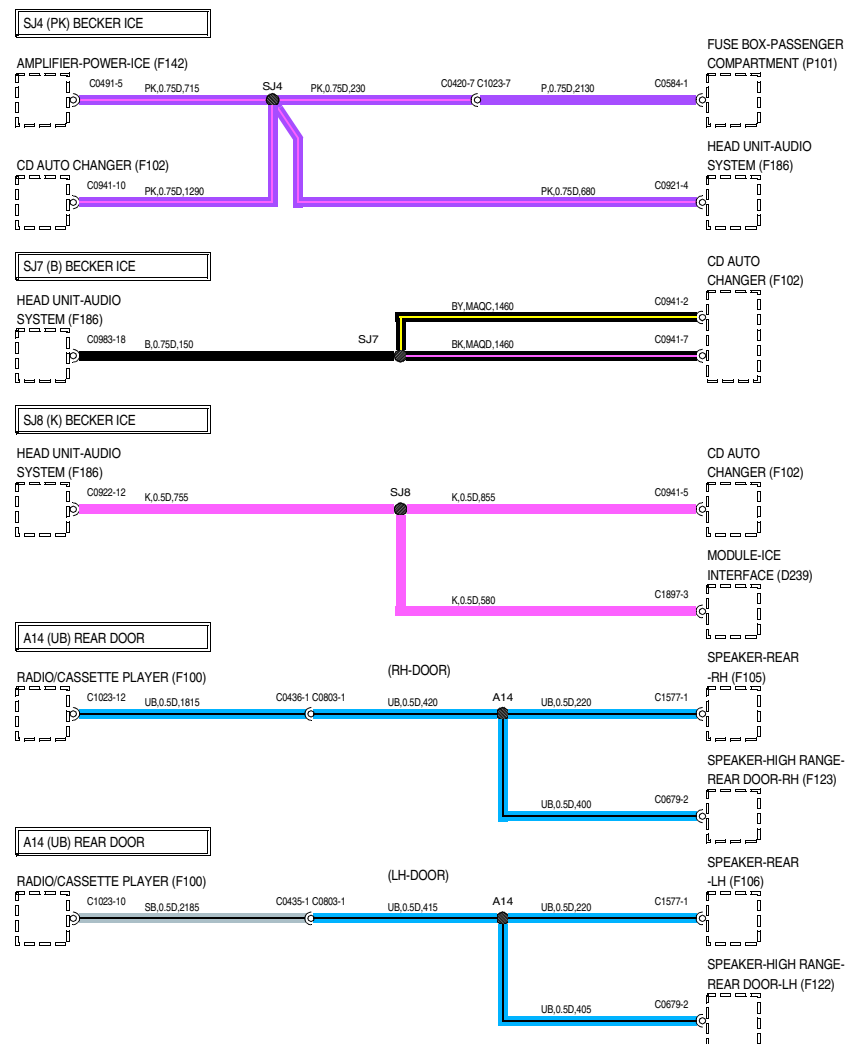 SJ4 (PK) BECKER ICE
AMPLIFIER-POWER-ICE (F142)
FUSE BOX-PASSENGER
COMPARTMENT (P101)
C0491-5
PK,0.75D,715
SJ4
PK,0.75D,230
C0420-7 C1023-7
P,0.75D,2130
C0584-1
CD AUTO CHANGER (F102)
HEAD UNIT-AUDIO
SYSTEM (F186)
C0941-10
PK,0.75D,1290
PK,0.75D,680
C0921-4
SJ7 (B) BECKER ICE
HEAD UNIT-AUDIO
SYSTEM (F186)
CD AUTO
CHANGER (F102)
BY,MAQC,1460
C0941-2
C0983-18
B,0.75D,150
SJ7
BK,MAQD,1460
C0941-7
SJ8 (K) BECKER ICE
HEAD UNIT-AUDIO
SYSTEM (F186)
CD AUTO
CHANGER (F102)
C0922-12
K,0.5D,755
SJ8
K,0.5D,855
C0941-5
MODULE-ICE
INTERFACE (D239)
K,0.5D,580
C1897-3
A14 (UB) REAR DOOR
RADIO/CASSETTE PLAYER (F100)
(RH-DOOR)
SPEAKER-REAR
-RH (F105)
C1023-12
UB,0.5D,1815
C0436-1 C0803-1
UB,0.5D,420
A14
UB,0.5D,220
C1577-1
SPEAKER-HIGH RANGE-
REAR DOOR-RH (F123)
UB,0.5D,400
C0679-2
A14 (UB) REAR DOOR
RADIO/CASSETTE PLAYER (F100)
(LH-DOOR)
SPEAKER-REAR
-LH (F106)
C1023-10
SB,0.5D,2185
C0435-1 C0803-1
UB,0.5D,415
A14
UB,0.5D,220
C1577-1
SPEAKER-HIGH RANGE-
REAR DOOR-LH (F122)
UB,0.5D,405
C0679-2